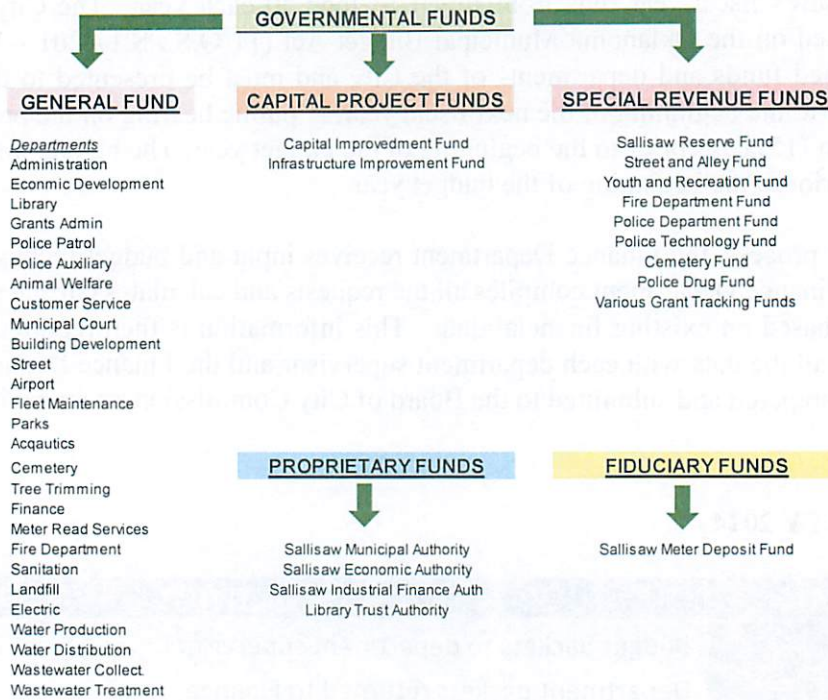 GOVERNMENTAL FUNDS
GENERAL FUND
Departments
Administration
Econmic Development
Library
Grants Admin
Police Patrol
Police Auxiliary
Animal Welfare
Customer Service
Municipal Court
Building Development
Street
Airport
Fleet Maintenance
Parks
Acqautics
Cemetery
Tree Trimming
Finance
Meter Read Services
Fire Department
Sanitation
Landfill
Electric
Water Production
Water Distribution
Wastewater Collect.
Wastewater Treatment
CAPITAL PROJECT FUNDS
Capital Improvedment Fund
Infrastructure Improvement Fund
SPECIAL REVENUE FUNDS
Sallisaw Reserve Fund
Street and Alley Fund
Youth and Recreation Fund
Fire Department Fund
Police Department Fund
Police Technology Fund
Cemetery Fund
Police Drug Fund
Various Grant Tracking Funds
PROPRIETARY FUNDS
Sallisaw Municipal Authority
Sallisaw Economic Authority
Sallisaw Industrial Finance Auth
Library Trust Authority
FIDUCIARY FUNDS
Sallisaw Meter Deposit Fund